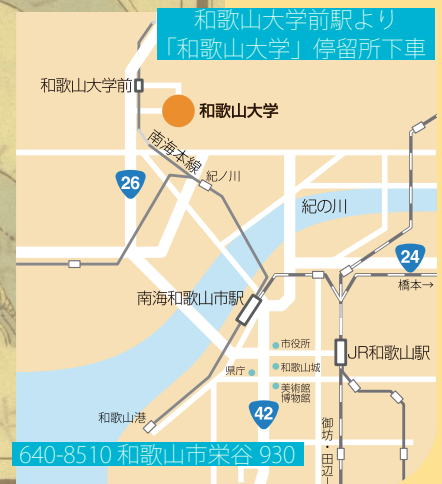 和歌山大学前駅より
「和歌山大学」停留所下車
和歌山大学前
和歌山大学
南海本線
紀ノ川
26
紀の川
24
橋本→
南海和歌山市駅
市役所
JR和歌山駅
県庁
和歌山城
美術館
博物館
和歌山港
42
御坊・田辺
640-8510 和歌山市栄谷 930